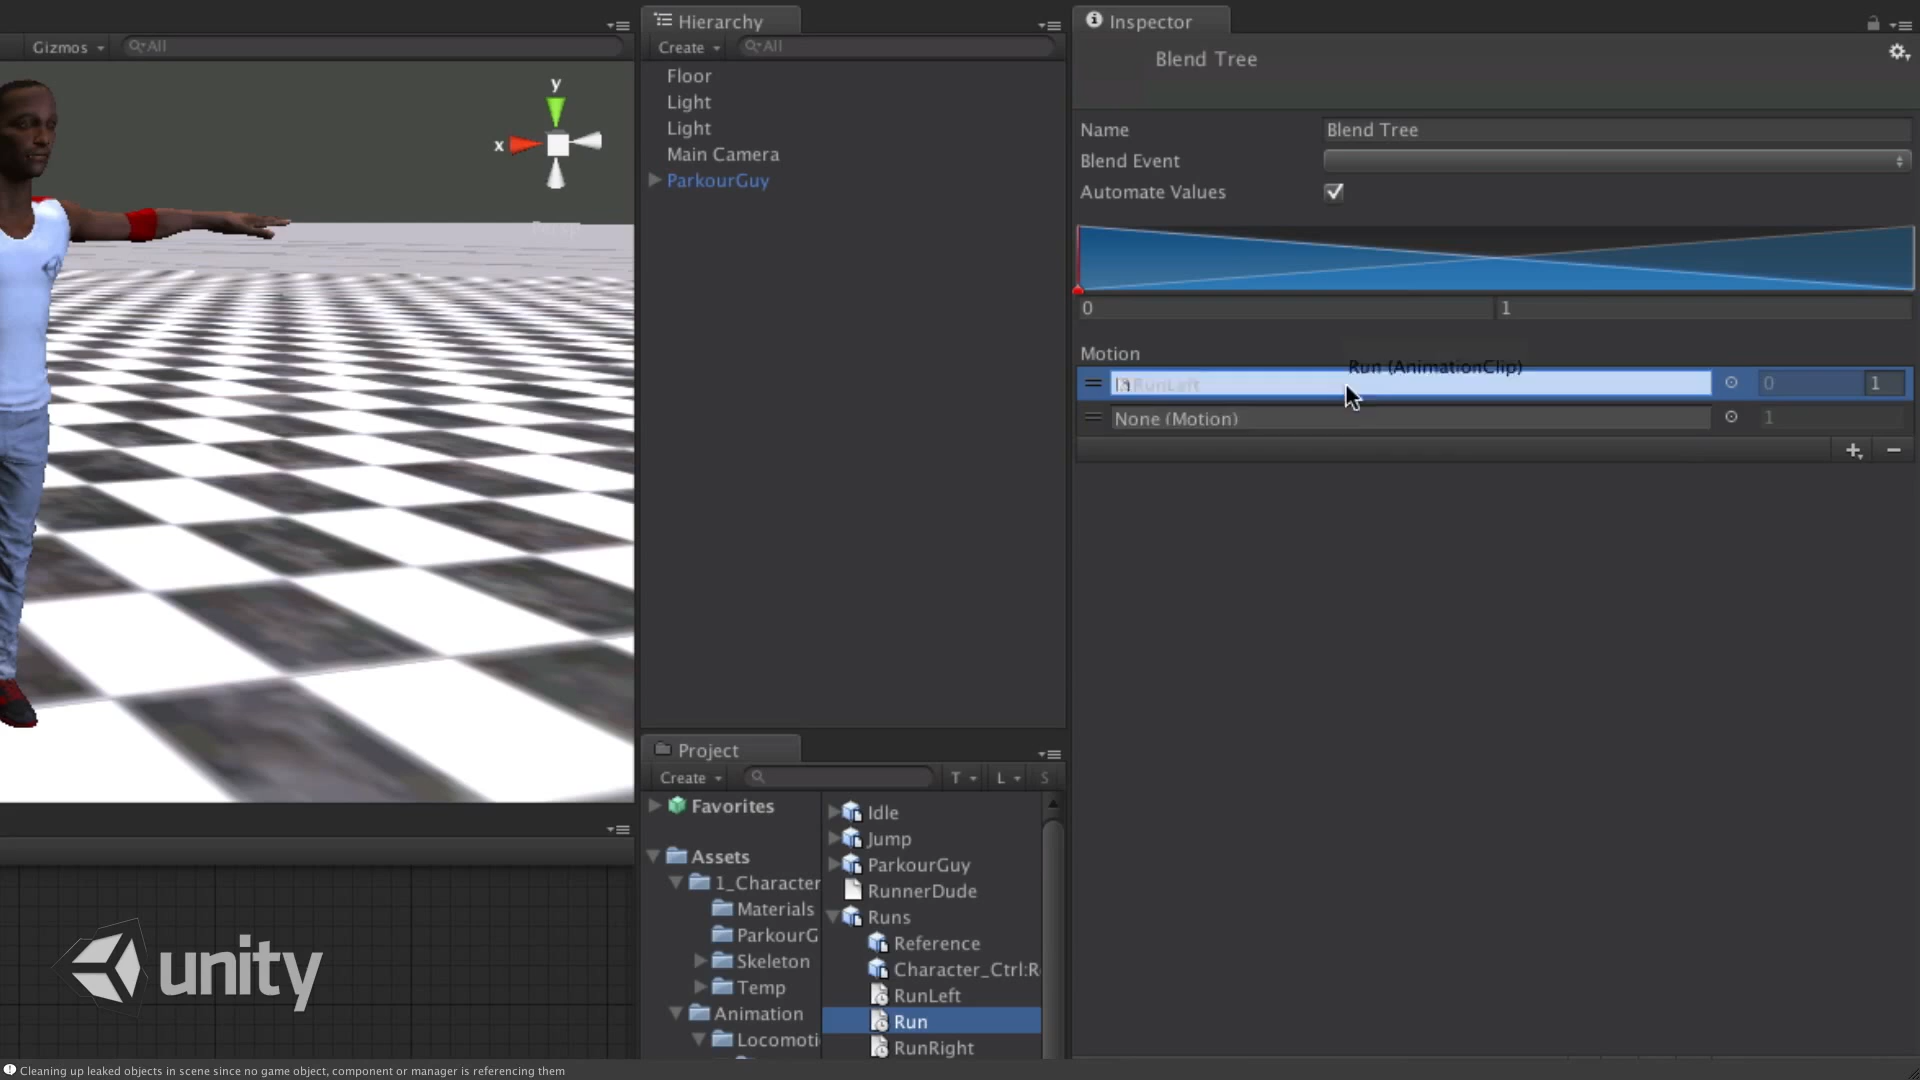 Gizmos
All
y
x
Persp
Hierarchy
Create
All
Floor
Light
Light
Main Camera
ParkourGuy
Inspector
Blend Tree
Name
Blend Tree
Blend Event
Automate Values
0
1
Motion
Run (AnimationClip)
RunLeft
0
1
None (Motion)
1
Project
Create
T
L
S
Favorites
Assets
1_Character
Materials
ParkourG
Skeleton
Temp
Animation
Locomoti
Idle
Jump
ParkourGuy
RunnerDude
Runs
Reference
Character_Ctrl:R
RunLeft
Run
RunRight
unity
Cleaning up leaked objects in scene since no game object, component or manager is referencing them